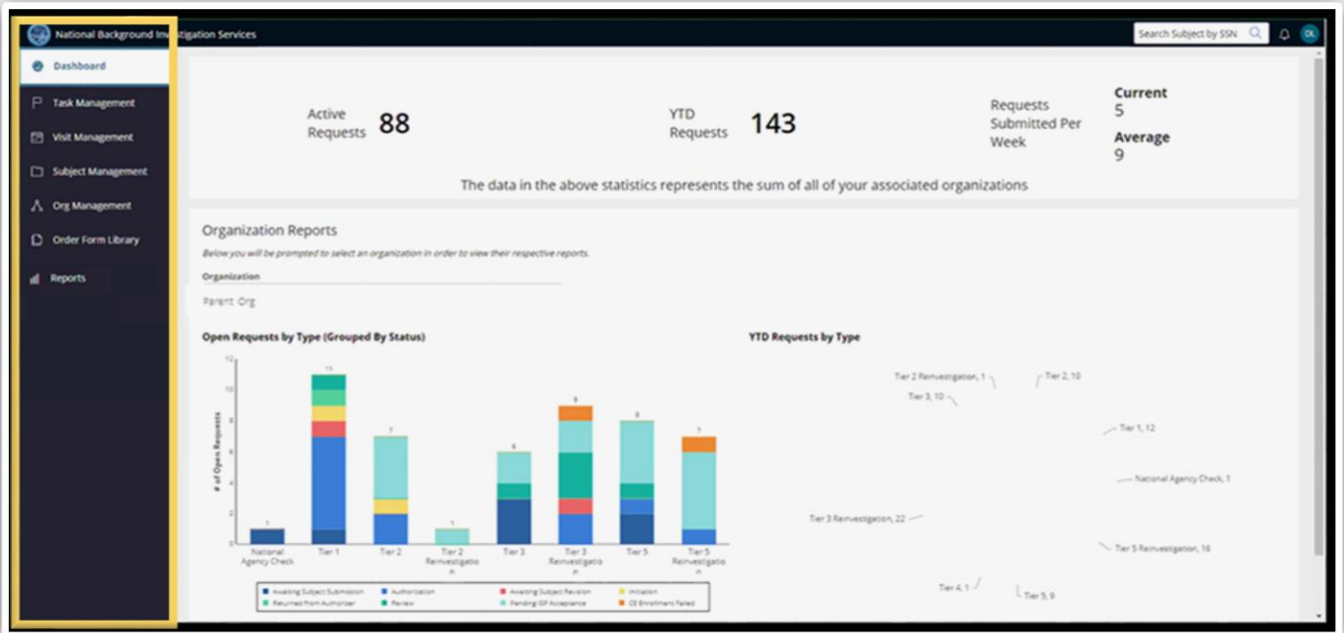 National Background Investigation Services
Search Subject by SSN
DL
Dashboard
Task Management
Visit Management
Subject Management
Org Management
Order Form Library
Reports
Active
Requests
88
YTD
Requests
143
Requests
Submitted Per
Week
Current
5
Average
9
The data in the above statistics represents the sum of all of your associated organizations
Organization Reports
Below you will be prompted to select an organization in order to view their respective reports.
Organization
Parent Org
Open Requests by Type (Grouped By Status)
# of Open Requests
12
10
8
6
4
2
0
1
11
7
1
6
9
8
7
National
Agency Check
Tier 1
Tier 2
Tier 2
Reinvestigatio
n
Tier 3
Tier 3
Reinvestigatio
n
Tier 5
Tier 5
Reinvestigatio
n
Awaiting Subject Submission
Authorization
Awaiting Subject Revision
Initiation
Returned from Authorizer
Review
Pending ISP Acceptance
CE Enrollment Failed
YTD Requests by Type
Tier 2 Reinvestigation, 1
Tier 2, 10
Tier 3, 10
Tier 1, 12
National Agency Check, 1
Tier 3 Reinvestigation, 22
Tier 5 Reinvestigation, 16
Tier 4, 1
Tier 5, 9